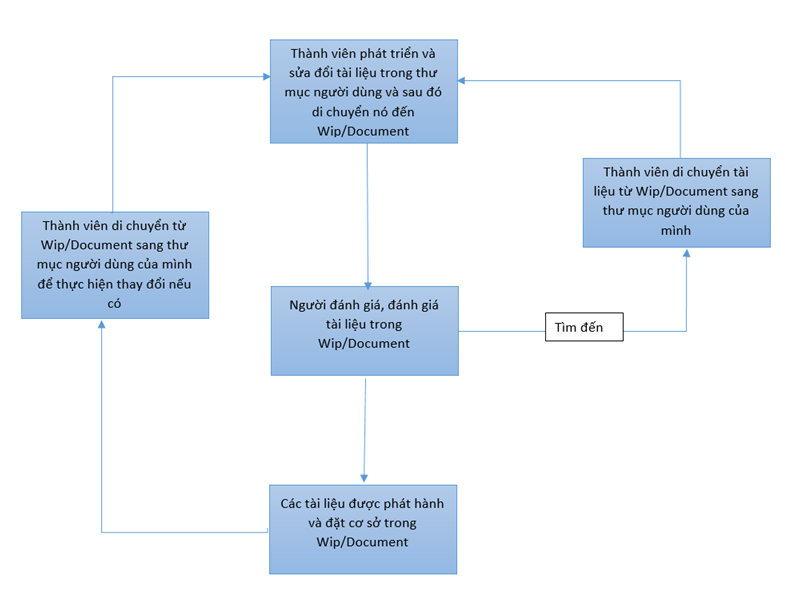 Thành viên phát triển và
sửa đổi tài liệu trong thư
mục người dùng và sau đó
di chuyển nó đến
Wip/Document
Thành viên di chuyển tài
liệu từ Wip/Document sang
thư mục người dùng của
mình
Thành viên di chuyển từ
Wip/Document sang thư
mục người dùng của mình
để thực hiện thay đổi nếu
có
Người đánh giá, đánh giá
tài liệu trong
Wip/Document
Tìm đến
Các tài liệu được phát hành
và đặt cơ sở trong
Wip/Document